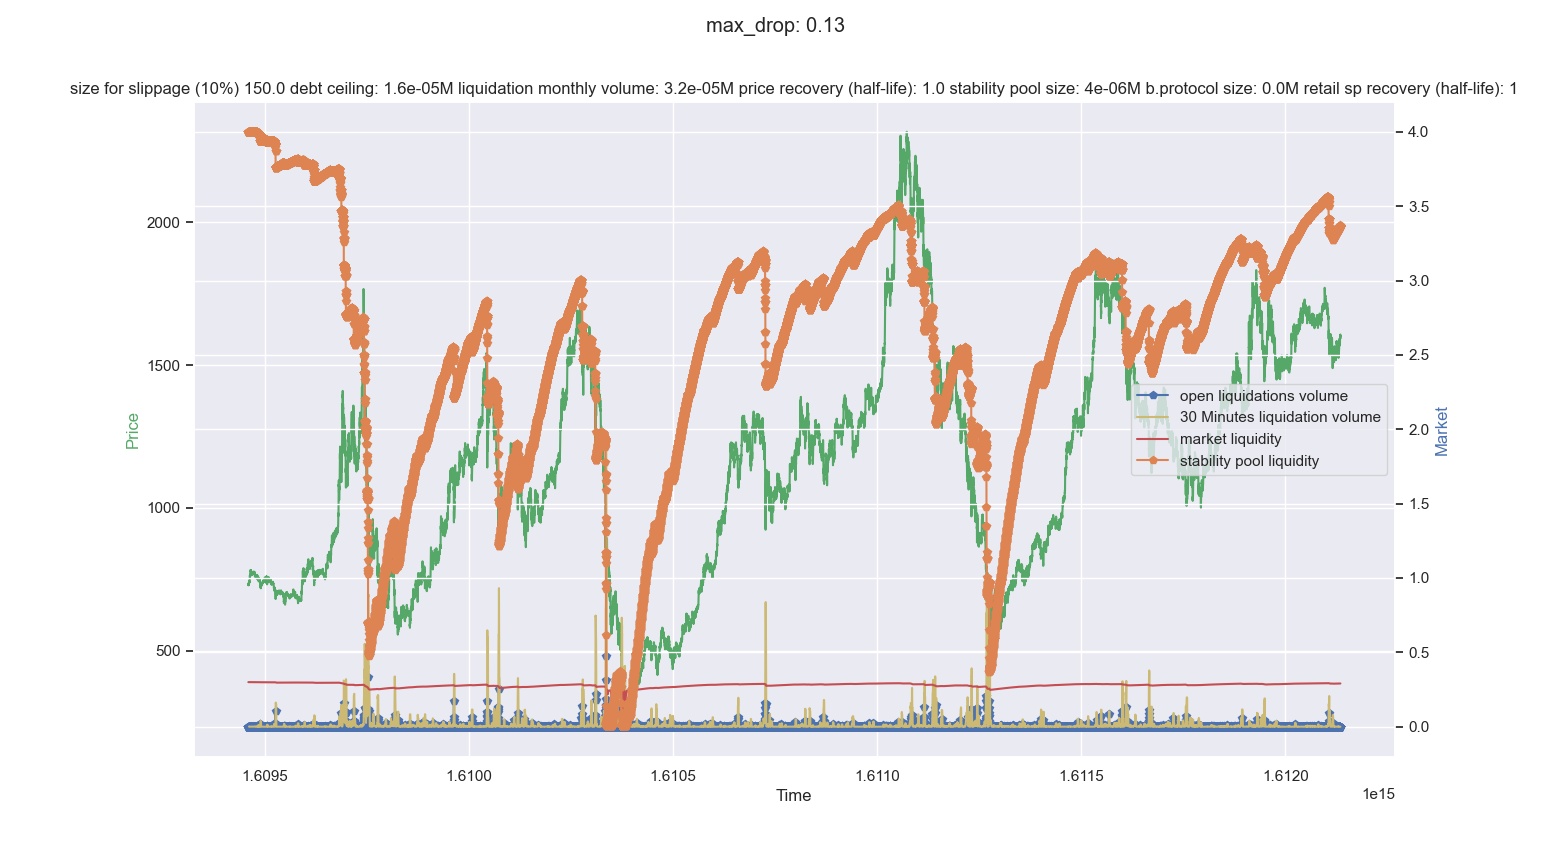 max_drop: 0.13
size for slippage (10%) 150.0 debt ceiling: 1.6e-05M liquidation monthly volume: 3.2e-05M price recovery (half-life): 1.0 stability pool size: 4e-06M b.protocol size: 0.0M retail sp recovery (half-life): 1
4.0
3.5
2000
3.0
1500
2.5
open liquidations volume
30 Minutes liquidation volume
market liquidity
stability pool liquidity
Price
2.0
Market
1.5
1000
1.0
500
0.5
0.0
1.6095 1.6100 1.6105 1.6110 1.6115 1.6120
Time
1e15